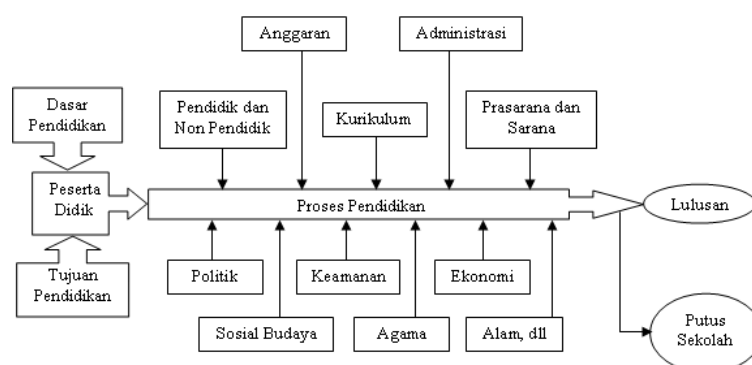 Anggaran
Administrasi
Dasar
Pendidikan
Pendidik dan
Non Pendidik
Kurikulum
Prasarana dan
Sarana
Peserta
Didik
Proses Pendidikan
Lulusan
Tujuan
Pendidikan
Politik
Keamanan
Ekonomi
Sosial Budaya
Agama
Alam, dll
Putus
Sekolah